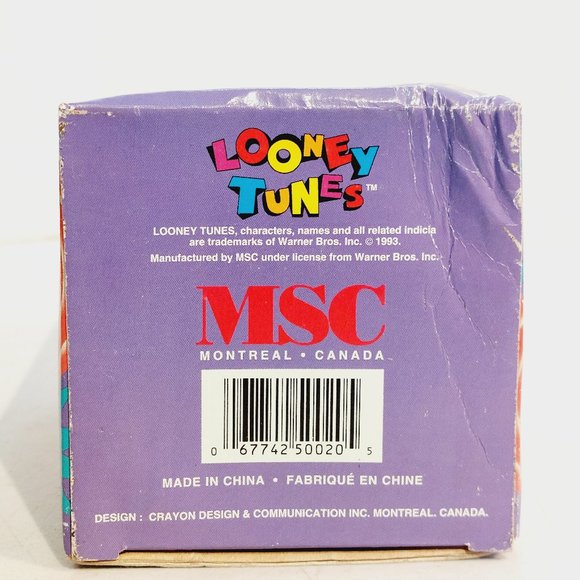 LOONEY
TUNES™
LOONEY TUNES, characters, names and all related indicia
are trademarks of Warner Bros. Inc. © 1993.
Manufactured by MSC under license from Warner Bros. Inc.
MSC
MONTREAL • CANADA™
0 67742 50020 5
MADE IN CHINA • FABRIQUÉ EN CHINE
DESIGN : CRAYON DESIGN & COMMUNICATION INC. MONTREAL. CANADA.